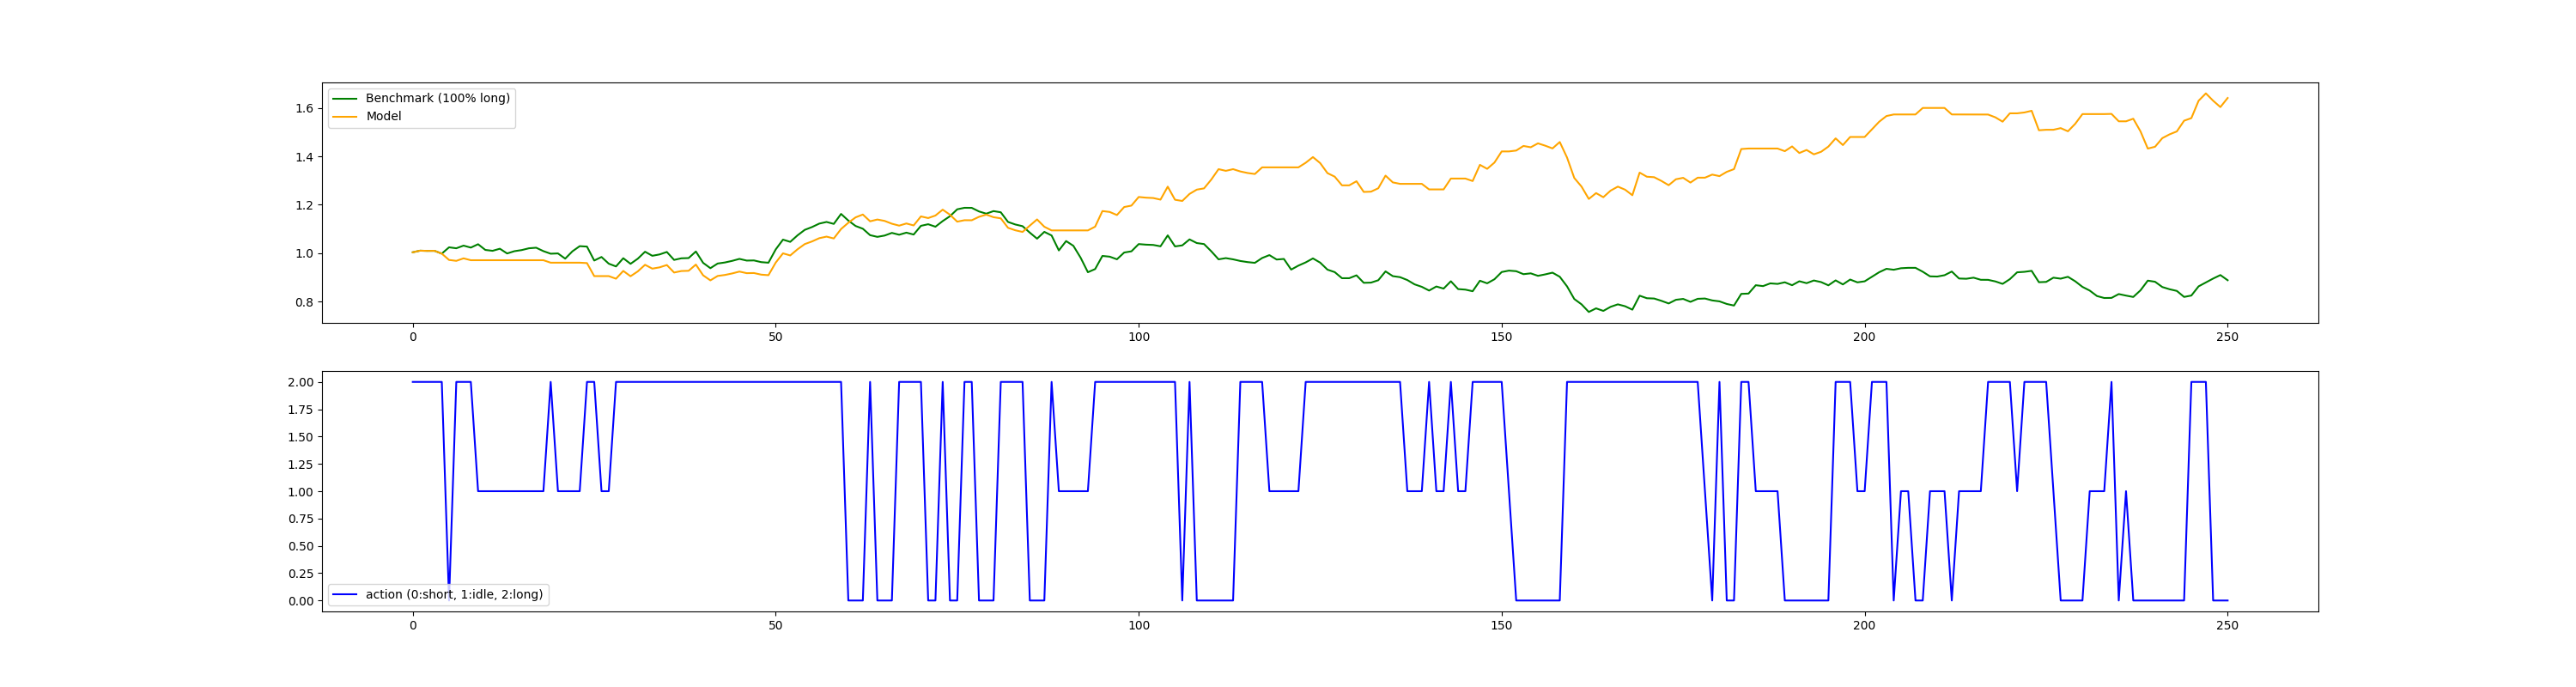 Benchmark (100% long)
Model
1.6
1.4
1.2
1.0
0.8
0 50 100 150 200 250
2.00
1.75
1.50
1.25
1.00
0.75
0.50
0.25
0.00
action (0:short, 1:idle, 2:long)
0 50 100 150 200 250